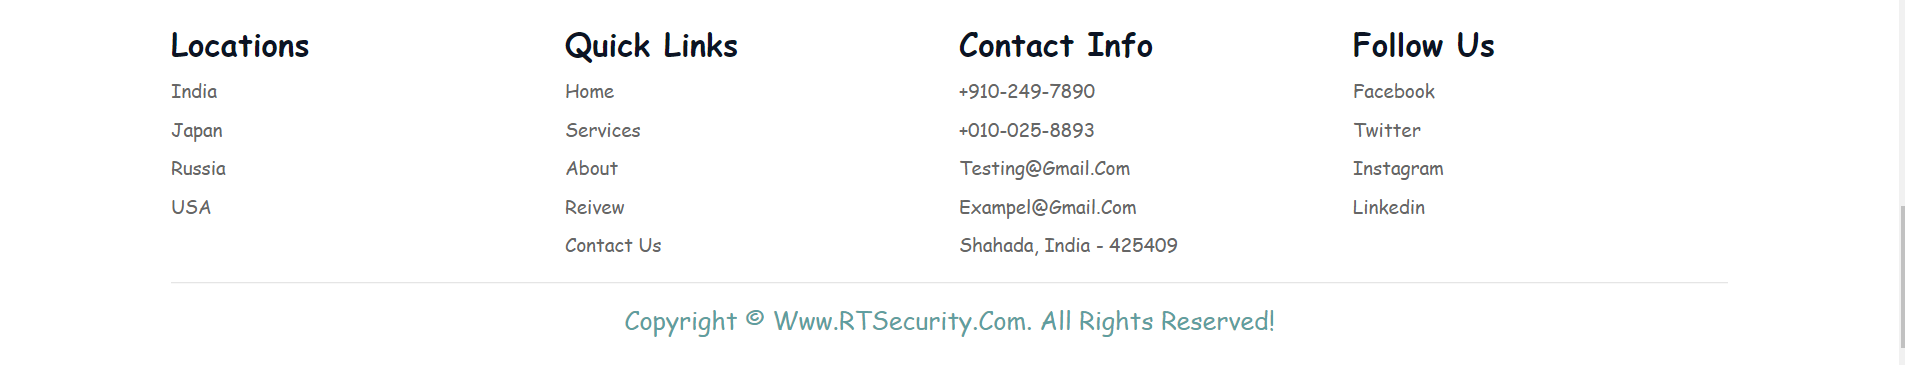 Locations
India
Japan
Russia
USA
Quick Links
Home
Services
About
Reivew
Contact Us
Contact Info
+910-249-7890
+010-025-8893
Testing@Gmail.Com
Exampel@Gmail.Com
Shahada, India - 425409
Follow Us
Facebook
Twitter
Instagram
Linkedin
Copyright © Www.RTSecurity.Com. All Rights Reserved!